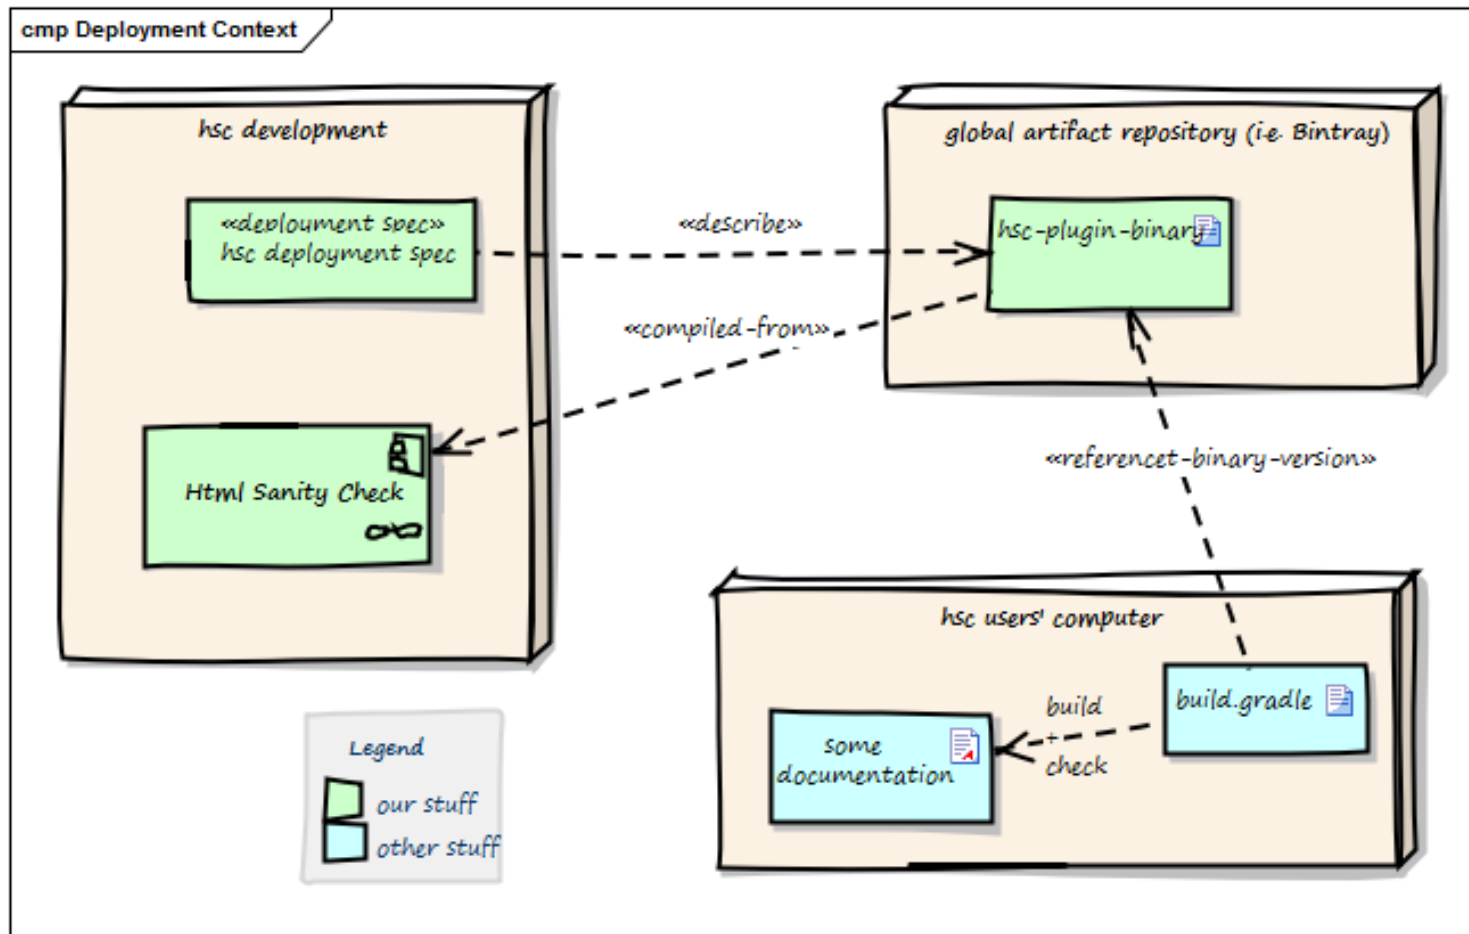 cmp Deployment Context
hsc development
«deployment spec»
hsc deployment spec
«describe»
global artifact repository (i.e. Bintray)
hsc-plugin-binary
«compiled-from»
Html Sanity Check
«referencet-binary-version»
hsc users' computer
build.gradle
build
+
check
some
documentation
Legend
our stuff
other stuff